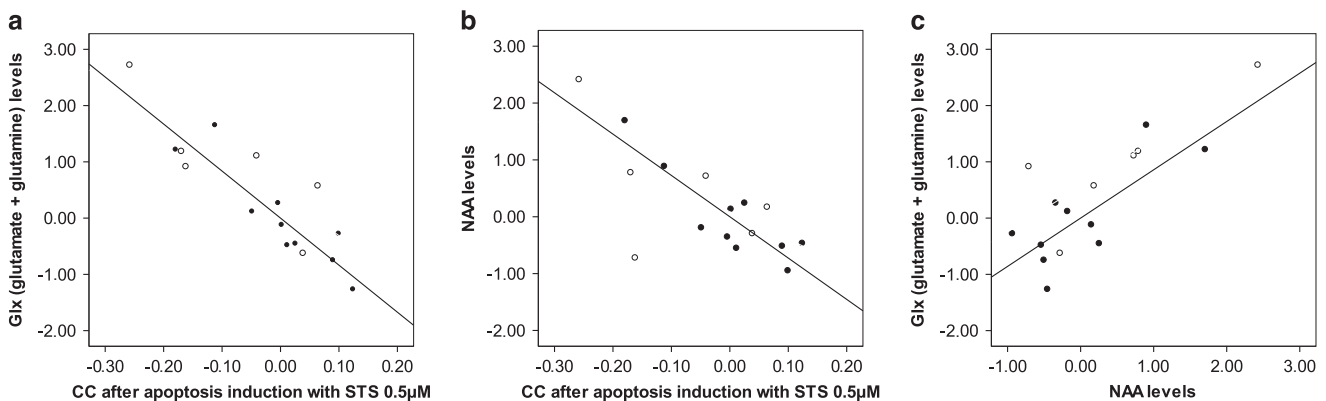 a
Glx (glutamate + glutamine) levels
3.00
2.00
1.00
0.00
-1.00
-2.00
-0.30 -0.20 -0.10 0.00 0.10 0.20
CC after apoptosis induction with STS 0.5µM
b
NAA levels
3.00
2.00
1.00
0.00
-1.00
-2.00
-0.30 -0.20 -0.10 0.00 0.10 0.20
CC after apoptosis induction with STS 0.5µM
c
Glx (glutamate + glutamine) levels
3.00
2.00
1.00
0.00
-1.00
-2.00
-1.00 0.00 1.00 2.00 3.00
NAA levels